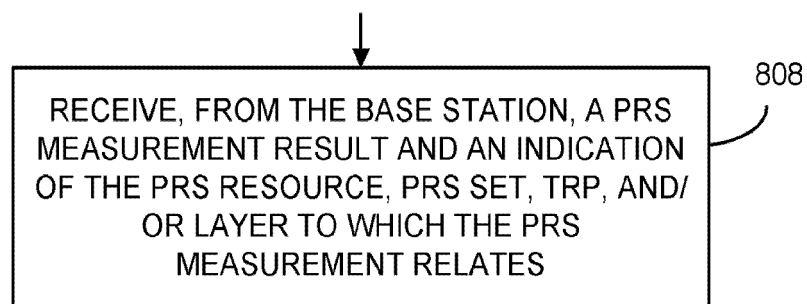 RECEIVE, FROM THE BASE STATION, A PRS
MEASUREMENT RESULT AND AN INDICATION
OF THE PRS RESOURCE, PRS SET, TRP, AND/
OR LAYER TO WHICH THE PRS
MEASUREMENT RELATES
808